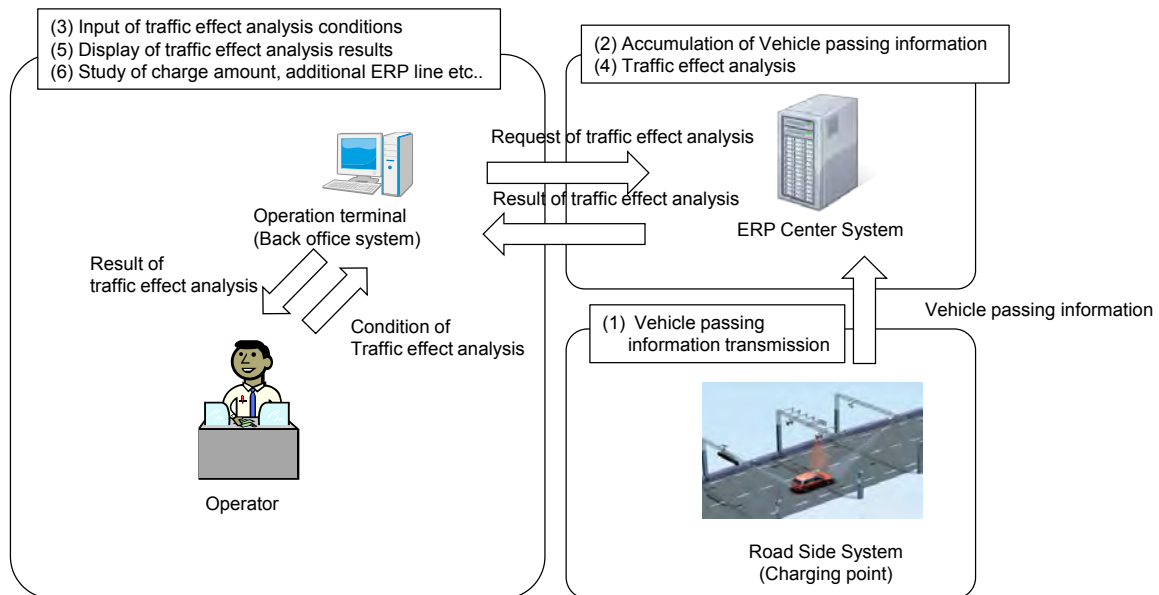 (3) Input of traffic effect analysis conditions
(5) Display of traffic effect analysis results
(6) Study of charge amount, additional ERP line etc..
(2) Accumulation of Vehicle passing information
(4) Traffic effect analysis
Request of traffic effect analysis
Result of traffic effect analysis
Operation terminal
(Back office system)
ERP Center System
Result of
traffic effect analysis
Condition of
Traffic effect analysis
Vehicle passing information
(1) Vehicle passing
information transmission
Operator
Road Side System
(Charging point)